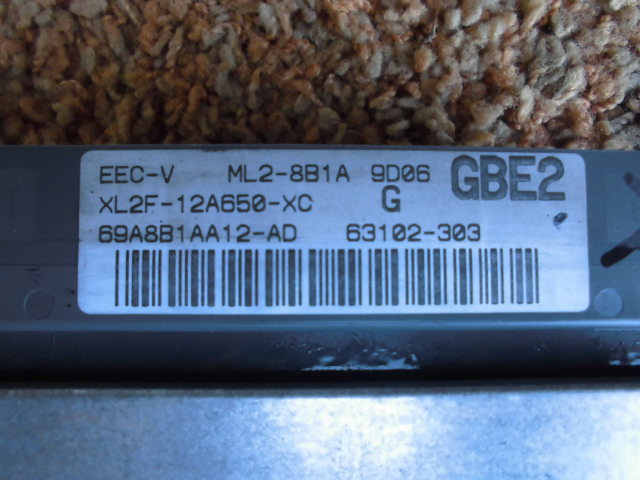 EEC-V ML2-8B1A 9D06 GBE2
XL2F-12A650-XC G
69A8B1AA12-AD 63102-303